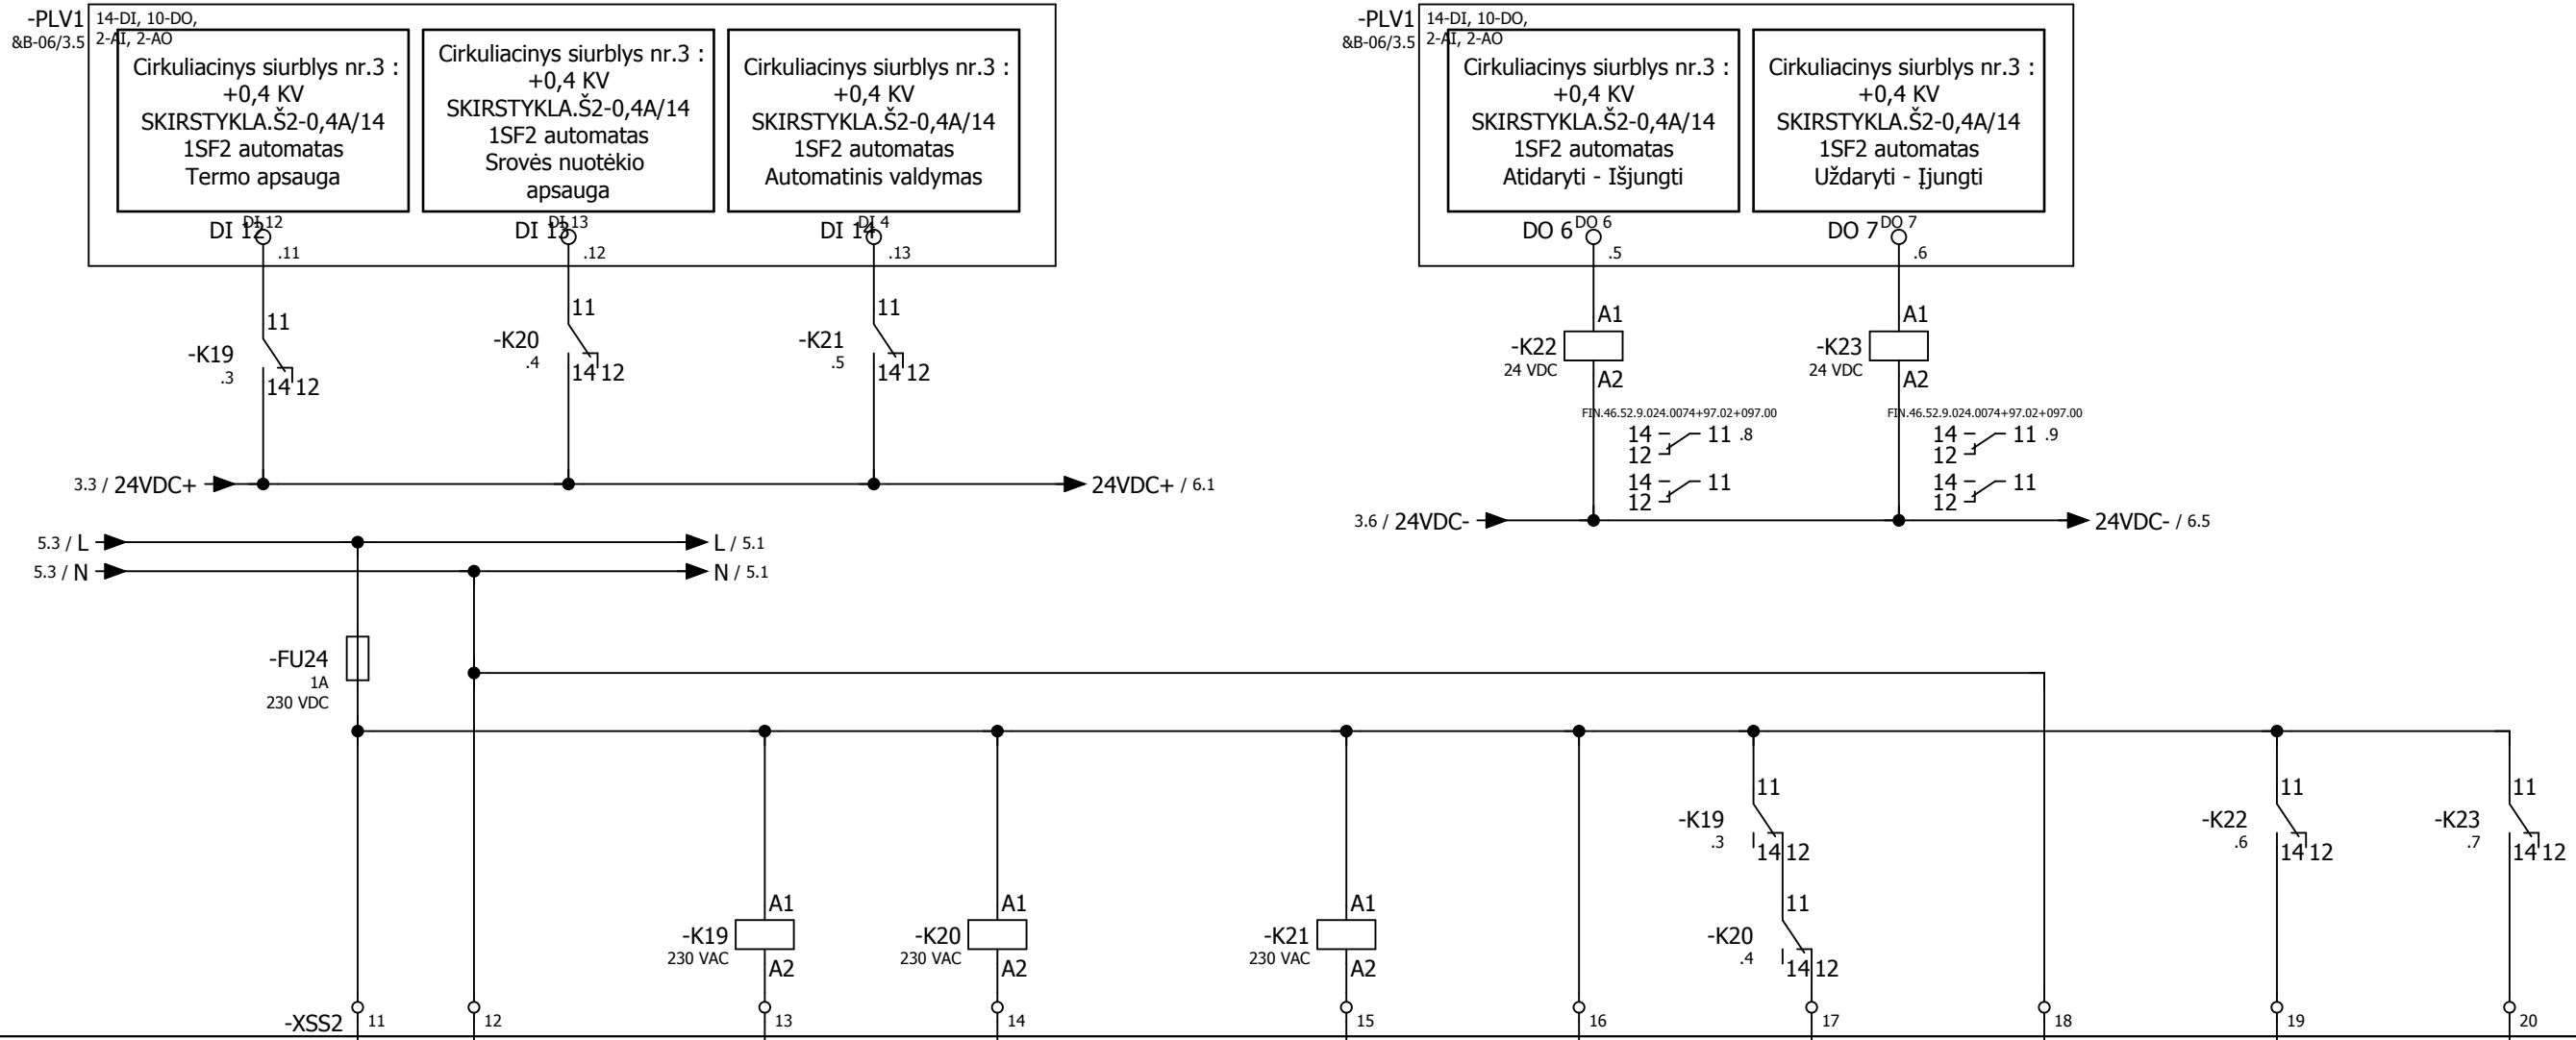 -PLV1
&B-06/3.5
14-DI, 10-DO,
2-AI, 2-AO
Cirkuliacinys siurblys nr.3 :
+0,4 KV
SKIRSTYKLA.Š2-0,4A/14
1SF2 automatas
Termo apsauga
Cirkuliacinys siurblys nr.3 :
+0,4 KV
SKIRSTYKLA.Š2-0,4A/14
1SF2 automatas
Srovės nuotėkio
apsauga
Cirkuliacinys siurblys nr.3 :
+0,4 KV
SKIRSTYKLA.Š2-0,4A/14
1SF2 automatas
Automatinis valdymas
DI 12
DI 12
.11
DI 13
DI 13
.12
DI 4
DI 14
.13
-PLV1
&B-06/3.5
14-DI, 10-DO,
2-AI, 2-AO
Cirkuliacinys siurblys nr.3 :
+0,4 KV
SKIRSTYKLA.Š2-0,4A/14
1SF2 automatas
Atidaryti - Išjungti
Cirkuliacinys siurblys nr.3 :
+0,4 KV
SKIRSTYKLA.Š2-0,4A/14
1SF2 automatas
Uždaryti - Įjungti
DO 6 DO 6
.5
DO 7 DO 7
.6
11
-K19
.3
14 12
11
-K20
.4
14 12
11
-K21
.5
14 12
A1
-K22
24 VDC
A2
FIN.46.52.9.024.0074+97.02+097.00
14 11 .8
12
14 11
12
A1
-K23
24 VDC
A2
FIN.46.52.9.024.0074+97.02+097.00
14 11 .9
12
14 11
12
3.3 / 24VDC+
24VDC+ / 6.1
3.6 / 24VDC-
24VDC- / 6.5
5.3 / L
L / 5.1
5.3 / N
N / 5.1
-FU24
1A
230 VDC
A1
-K19
230 VAC
A2
A1
-K20
230 VAC
A2
A1
-K21
230 VAC
A2
11
-K19
.3
14 12
11
-K20
.4
14 12
11
-K22
.6
14 12
11
-K23
.7
14 12
-XSS2 11 12 13 14 15 16 17 18 19 20